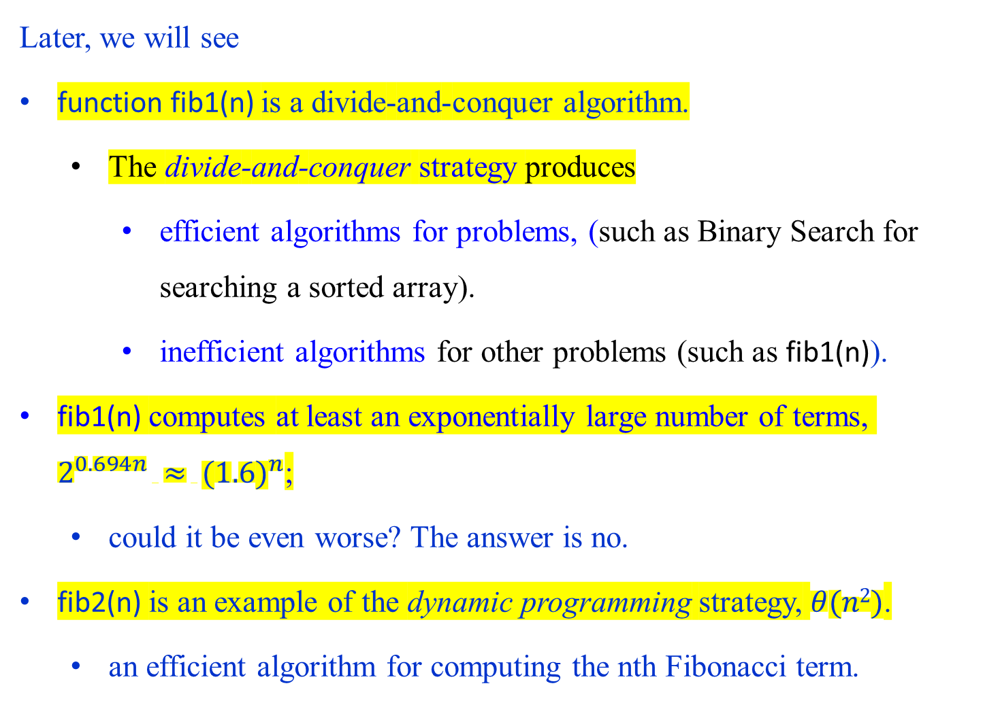 Later, we will see
• function fib1(n) is a divide-and-conquer algorithm.
• The divide-and-conquer strategy produces
• efficient algorithms for problems, (such as Binary Search for
searching a sorted array).
• inefficient algorithms for other problems (such as fib1(n)).
• fib1(n) computes at least an exponentially large number of terms,
2^{0.694n} ≈ (1.6)^n;
• could it be even worse? The answer is no.
• fib2(n) is an example of the dynamic programming strategy, θ(n²).
• an efficient algorithm for computing the nth Fibonacci term.